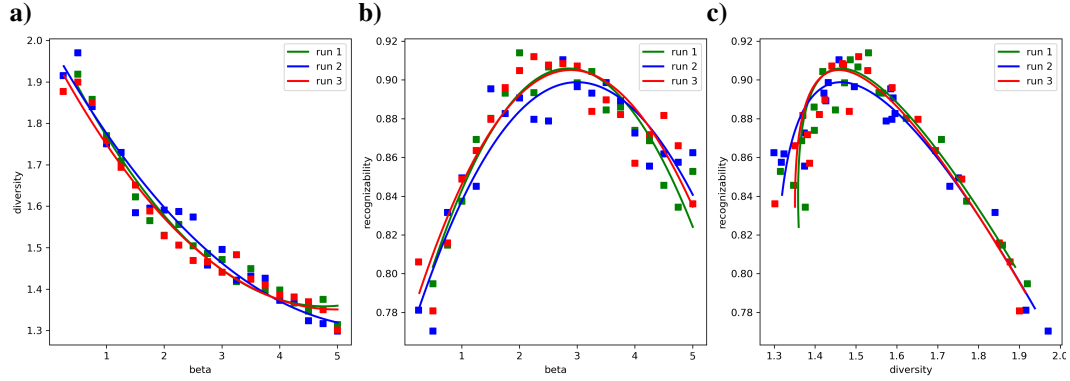 a)
2.0
1.9
1.8
1.7
1.6
1.5
1.4
1.3
diversity
1
2
3
4
5
beta
run 1
run 2
run 3
b)
0.92
0.90
0.88
0.86
0.84
0.82
0.80
0.78
recognizability
1
2
3
4
5
beta
run 1
run 2
run 3
c)
0.92
0.90
0.88
0.86
0.84
0.82
0.80
0.78
recognizability
1.3
1.4
1.5
1.6
1.7
1.8
1.9
2.0
diversity
run 1
run 2
run 3